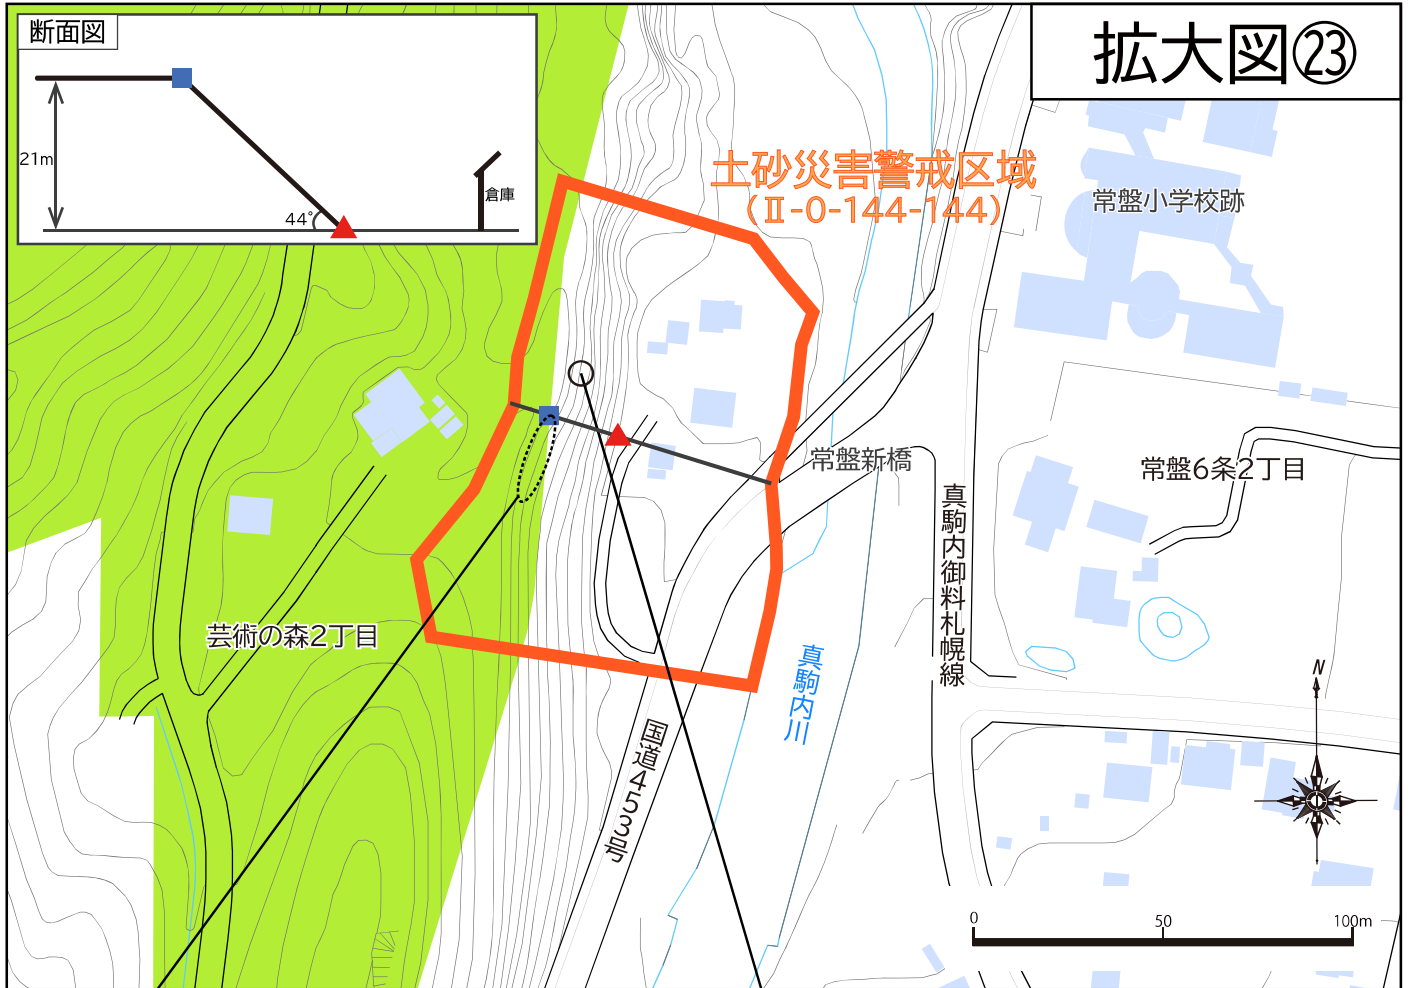 断面図
21m
44°
倉庫
拡大図㉓
土砂災害警戒区域
(Ⅱ-0-144-144)
常盤小学校跡
常盤新橋
常盤6条2丁目
真駒内御料札幌線
芸術の森2丁目
真駒内川
国道453号
N
0 50 100m